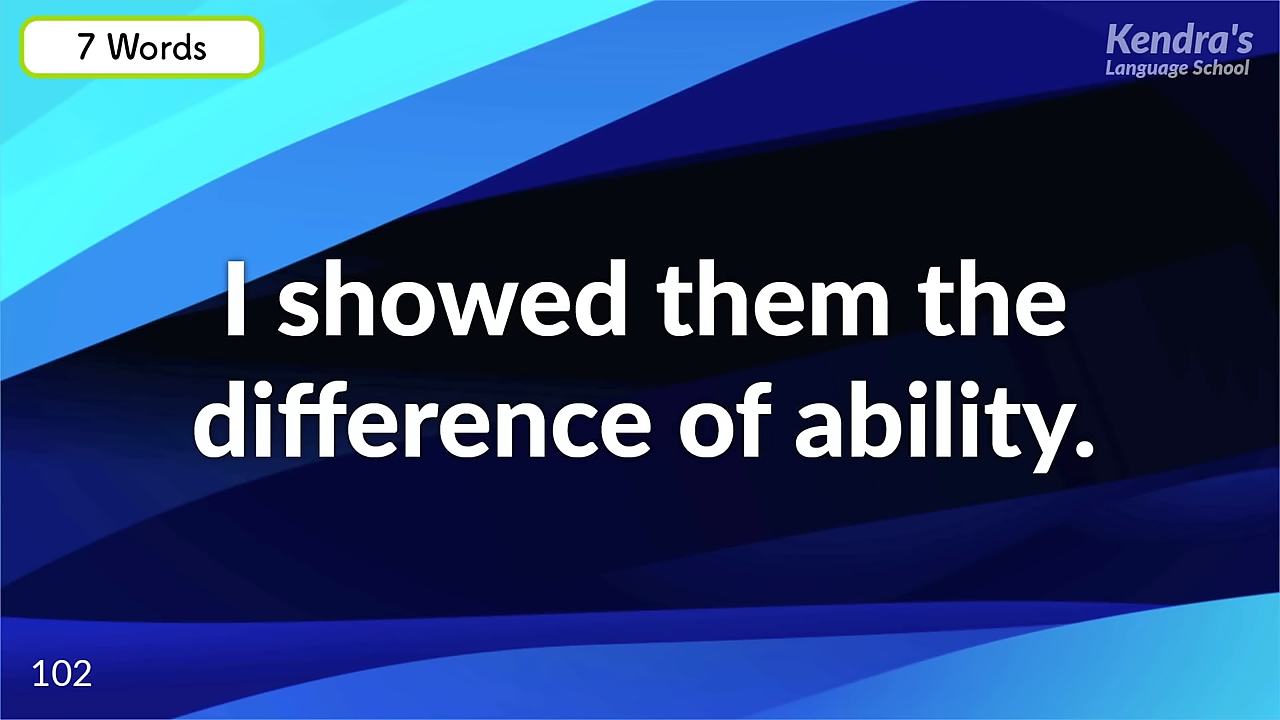 7 Words
Kendra's
Language School
I showed them the
difference of ability.
102